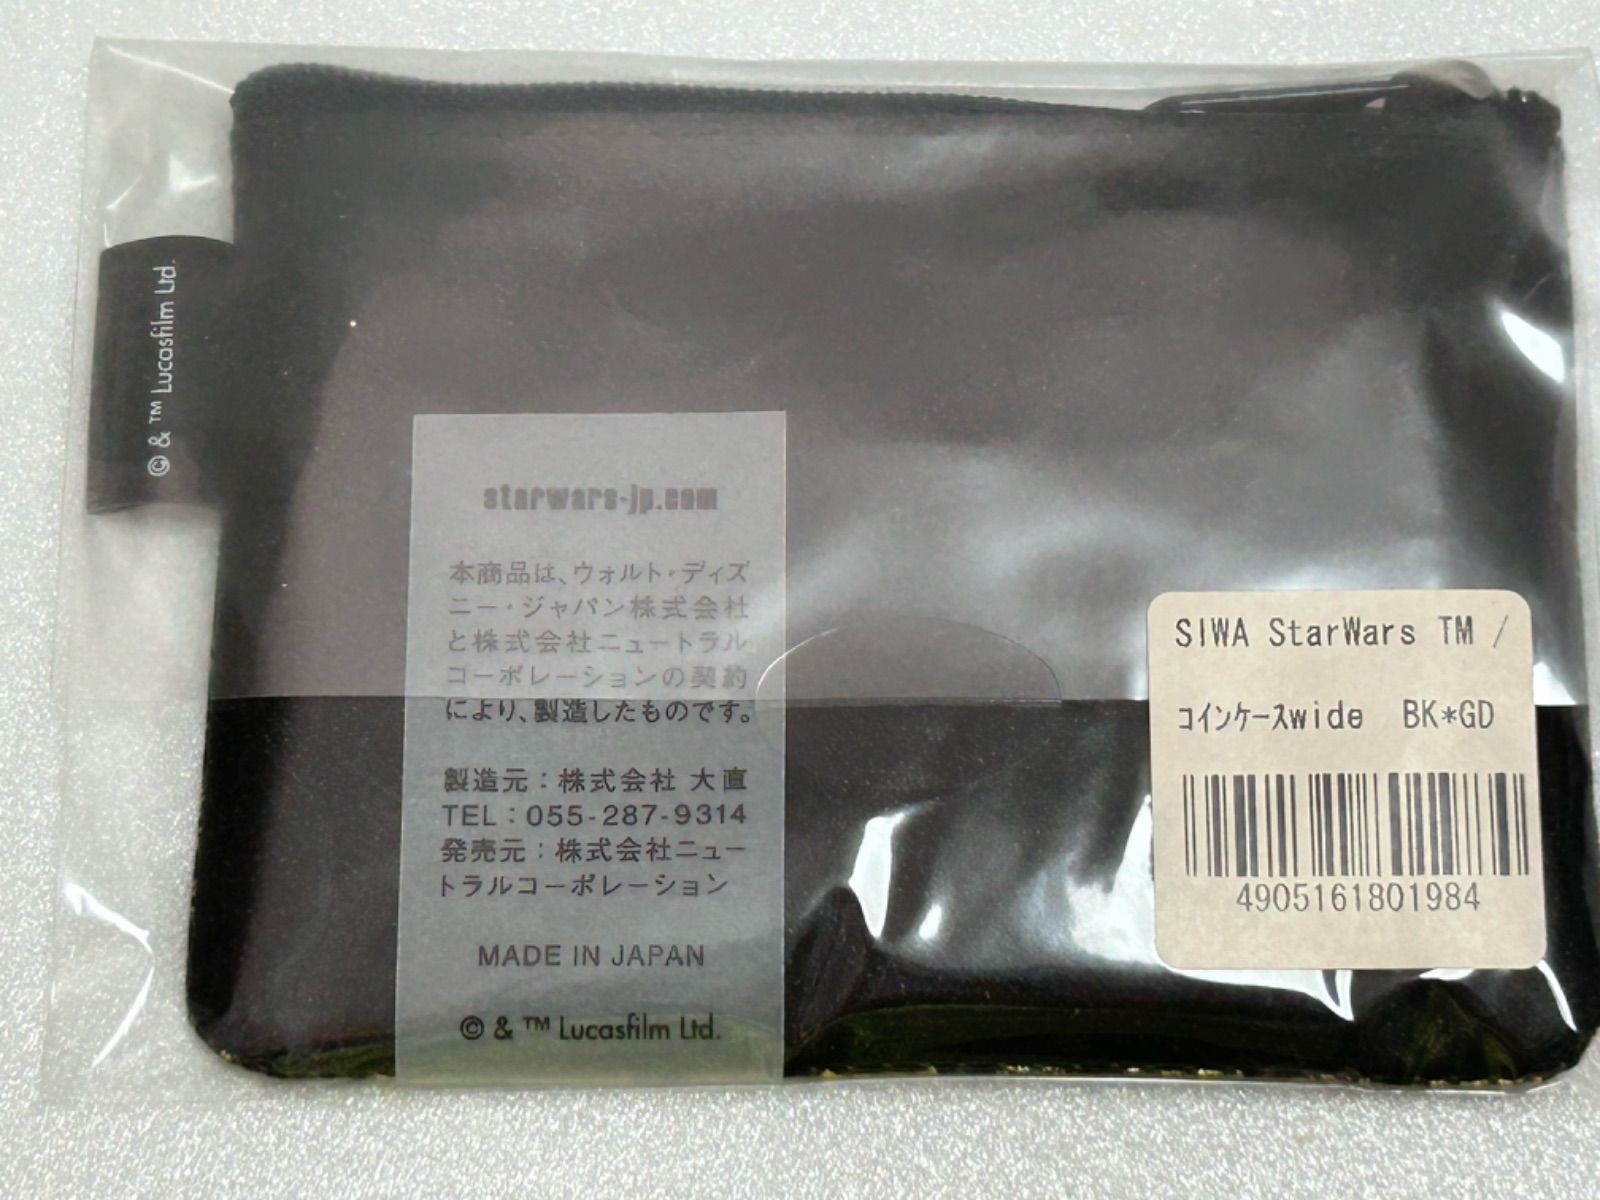 © & ™ Lucasfilm Ltd.
starwars-jp.com
本商品は、ウォルト・ディズ
ニー・ジャパン株式会社
と株式会社ニュートラル
コーポレーションの契約
により、製造したものです。
製造元：株式会社 大直
TEL：055-287-9314
発売元：株式会社ニュー
トラルコーポレーション
MADE IN JAPAN
© & ™ Lucasfilm Ltd.
SIWA StarWars TM /
コインケースwide BK*GD
4905161801984